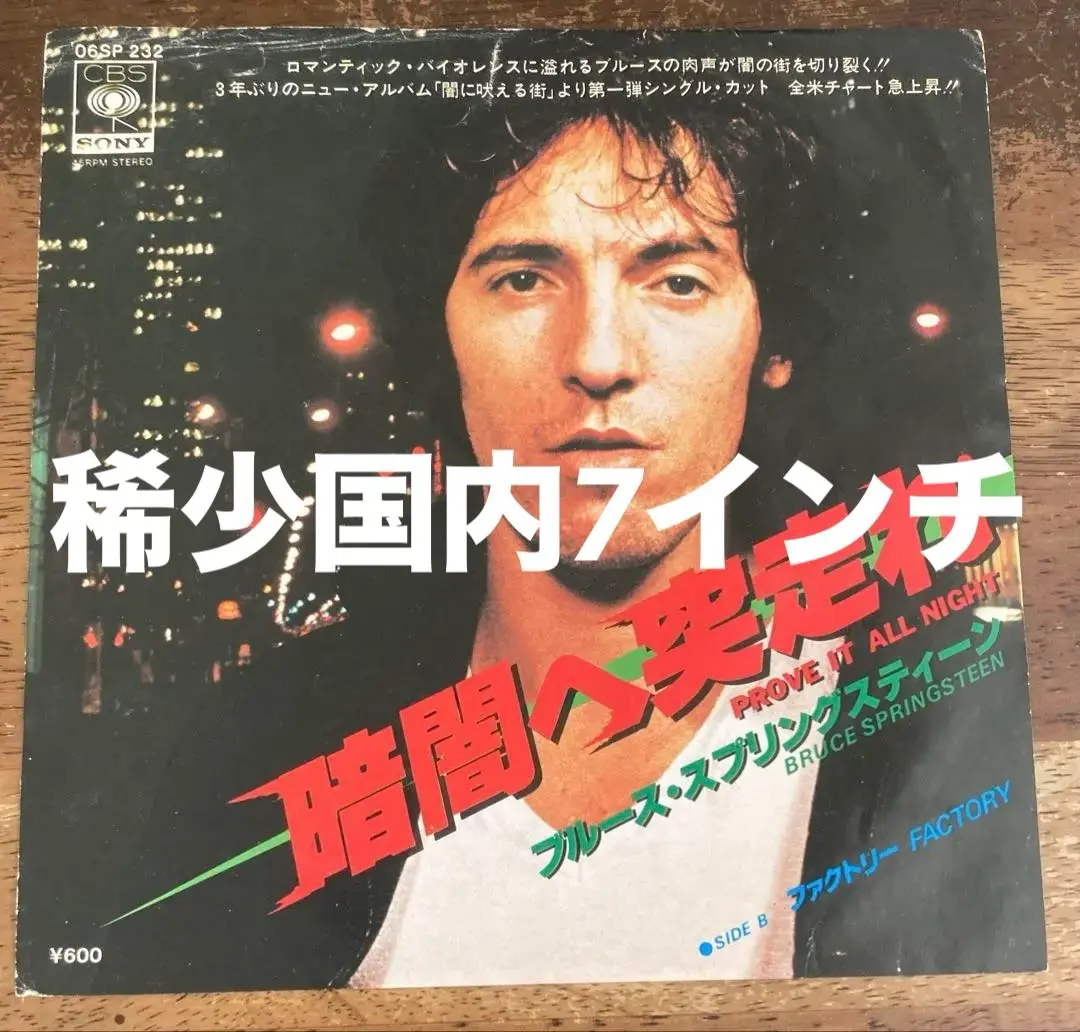 06SP 232
CBS
SONY
45RPM STEREO
ロマンティック・バイオレンスに溢れるブルースの肉声が闇の街を切り裂く!!
3年ぶりのニュー・アルバム「闇に吠える街」より第一弾シングル・カット 全米チャート急上昇!!
稀少国内7インチ
暗闇へ突走れ
PROVE IT ALL NIGHT
ブルース・スプリングスティーン
BRUCE SPRINGSTEEN
●SIDE B ファクトリー FACTORY
¥600